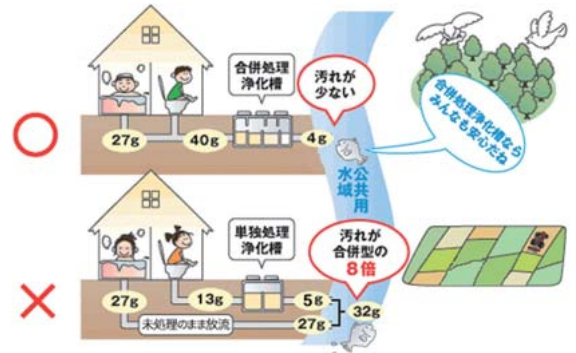 合併処理
浄化槽
汚れが
少ない
27g
40g
4g
合併処理浄化槽なら
みんなも安心だね
公共用
水域
単独処理
浄化槽
汚れが
合併型の
8倍
27g
13g
5g
32g
未処理のまま放流
27g